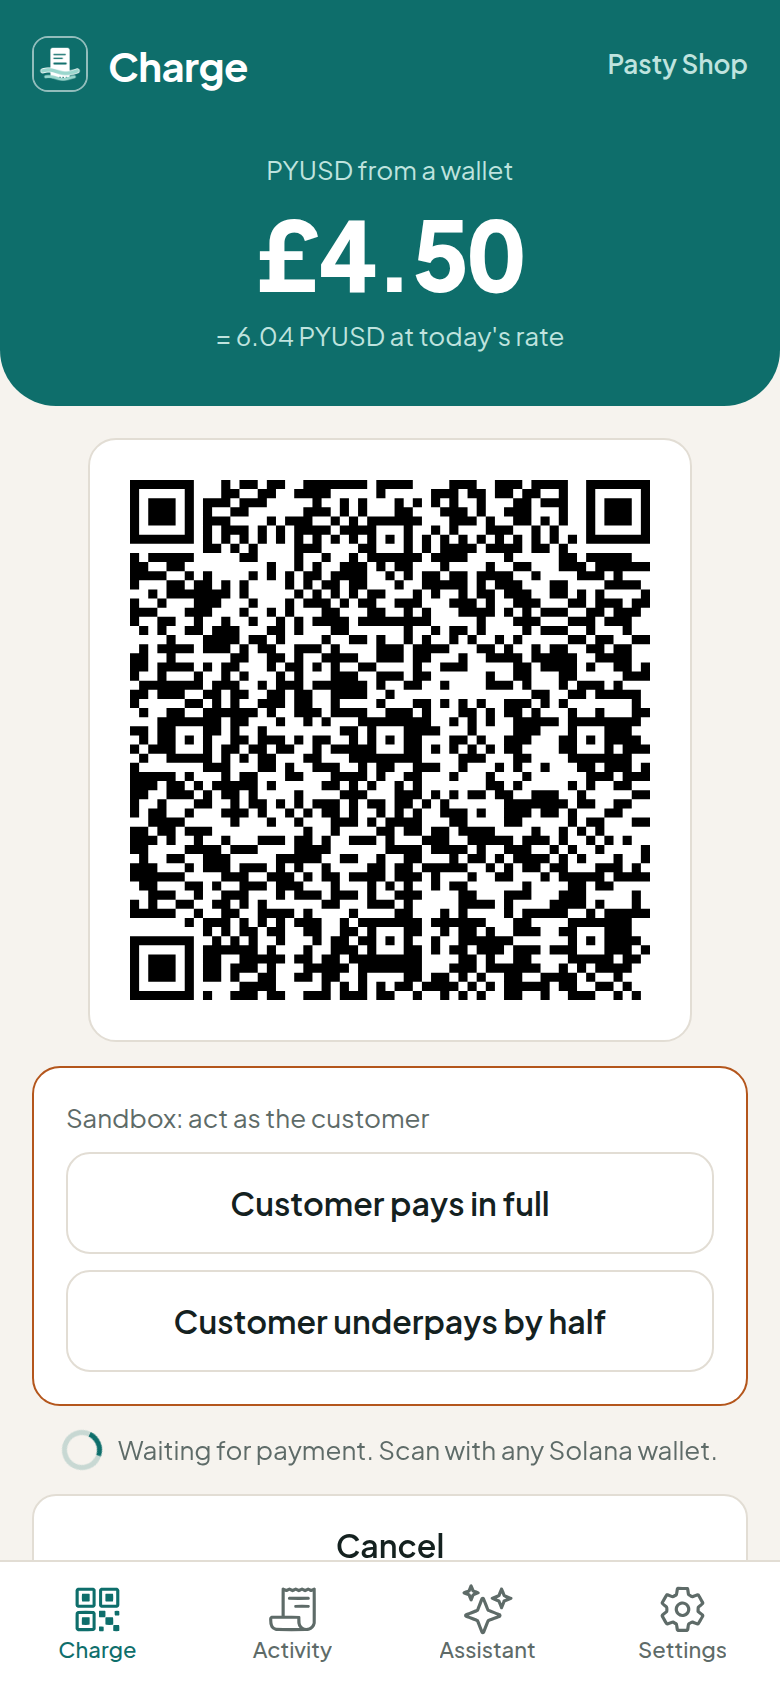 Charge
Pasty Shop
PYUSD from a wallet
£4.50
= 6.04 PYUSD at today's rate
Sandbox: act as the customer
Customer pays in full
Customer underpays by half
Waiting for payment. Scan with any Solana wallet.
Cancel
Charge
Activity
Assistant
Settings